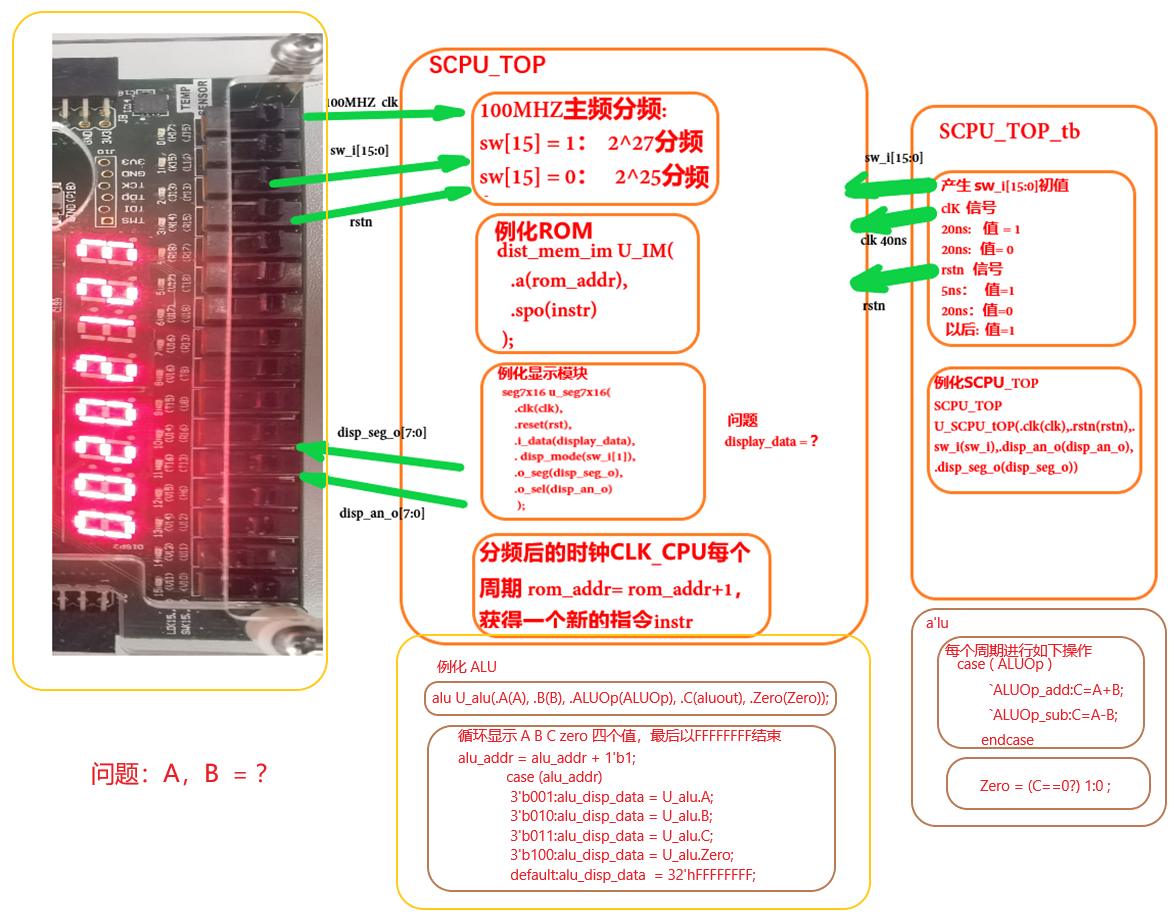 SCPU_TOP
100MHZ clk
100MHZ主频分频:
sw[15] = 1： 2^27分频
sw[15] = 0： 2^25分频
sw_i[15:0]
rstn
例化ROM
dist_mem_im U_IM(
.a(rom_addr),
.spo(instr)
);
例化显示模块
seg7x16 u_seg7x16(
.clk(clk),
.reset(rst),
.i_data(display_data),
. disp_mode(sw_i[1]),
.o_seg(disp_seg_o),
.o_sel(disp_an_o)
);
问题
display_data = ？
disp_seg_o[7:0]
disp_an_o[7:0]
分频后的时钟CLK_CPU每个
周期 rom_addr= rom_addr+1，
获得一个新的指令instr
SCPU_TOP_tb
sw_i[15:0]
clk 40ns
rstn
产生 sw_i[15:0]初值
clK 信号
20ns: 值 = 1
20ns: 值= 0
rstn 信号
5ns： 值=1
20ns：值=0
以后: 值=1
例化SCPU_TOP
SCPU_TOP
U_SCPU_tOP(.clk(clk),.rstn(rstn),.
sw_i(sw_i),.disp_an_o(disp_an_o),
.disp_seg_o(disp_seg_o))
例化 ALU
alu U_alu(.A(A), .B(B), .ALUOp(ALUOp), .C(aluout), .Zero(Zero));
循环显示 A B C zero 四个值，最后以FFFFFFFF结束
alu_addr = alu_addr + 1'b1;
case (alu_addr)
3'b001:alu_disp_data = U_alu.A;
3'b010:alu_disp_data = U_alu.B;
3'b011:alu_disp_data = U_alu.C;
3'b100:alu_disp_data = U_alu.Zero;
default:alu_disp_data = 32'hFFFFFFFF;
a'lu
每个周期进行如下操作
case ( ALUOp )
`ALUOp_add:C=A+B;
`ALUOp_sub:C=A-B;
endcase
Zero = (C==0?) 1:0 ;
问题：A，B = ？
TEMP
SENSOR
3V3
GND
TCK
TDO
TDI
TMS